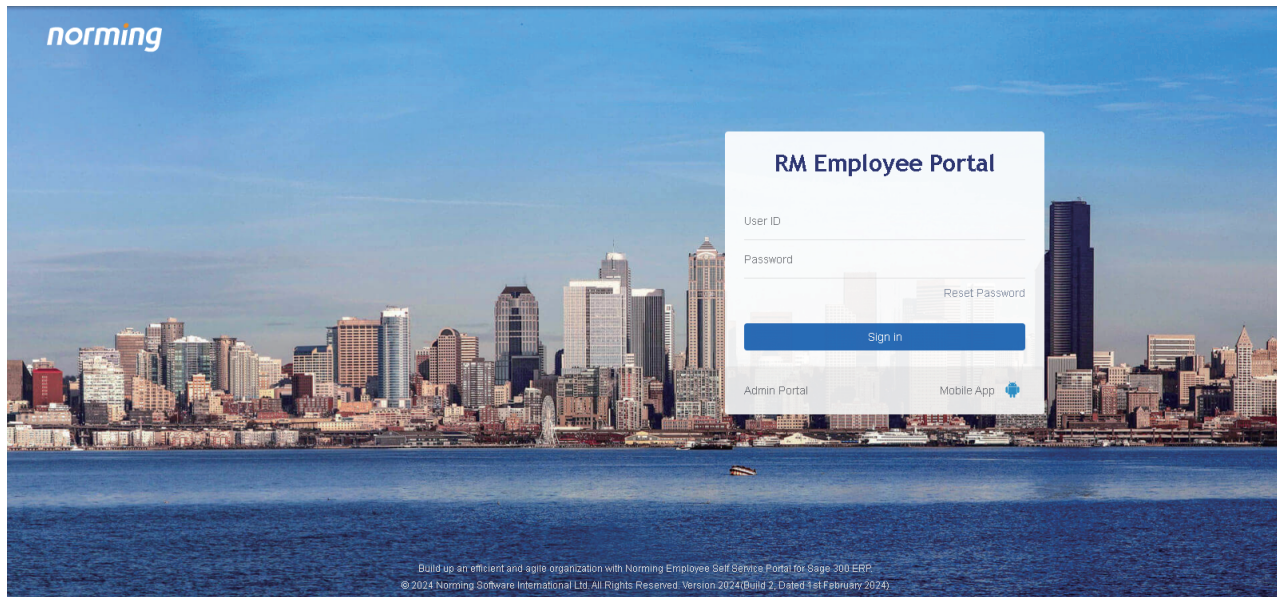 norming
RM Employee Portal
User ID
Password
Reset Password
Sign in
Admin Portal
Mobile App
Build up an efficient and agile organization with Norming Employee Self Service Portal for Sage 300 ERP.
© 2024 Norming Software International Ltd. All Rights Reserved. Version 2024(Build 2, Dated 1st February 2024)